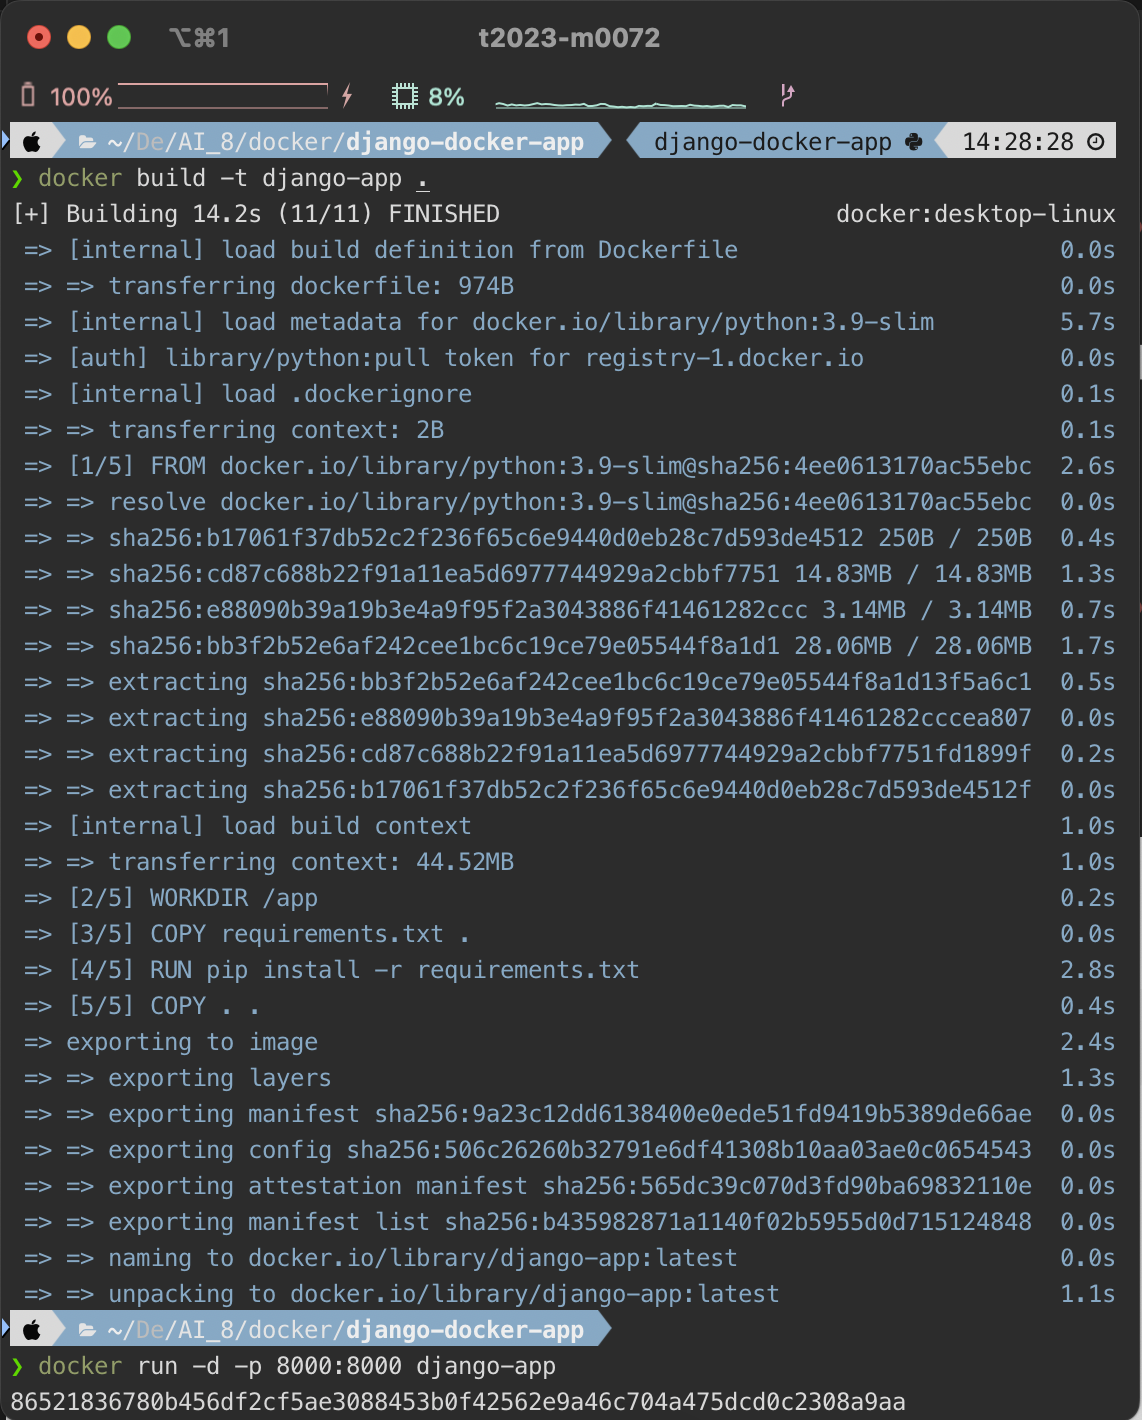 ⌥⌘1 t2023-m0072
100% 8%
~/De/AI_8/docker/django-docker-app django-docker-app 14:28:28
❯ docker build -t django-app .
[+] Building 14.2s (11/11) FINISHED docker:desktop-linux
=> [internal] load build definition from Dockerfile 0.0s
=> => transferring dockerfile: 974B 0.0s
=> [internal] load metadata for docker.io/library/python:3.9-slim 5.7s
=> [auth] library/python:pull token for registry-1.docker.io 0.0s
=> [internal] load .dockerignore 0.1s
=> => transferring context: 2B 0.1s
=> [1/5] FROM docker.io/library/python:3.9-slim@sha256:4ee0613170ac55ebc 2.6s
=> => resolve docker.io/library/python:3.9-slim@sha256:4ee0613170ac55ebc 0.0s
=> => sha256:b17061f37db52c2f236f65c6e9440d0eb28c7d593de4512 250B / 250B 0.4s
=> => sha256:cd87c688b22f91a11ea5d6977744929a2cbbf7751 14.83MB / 14.83MB 1.3s
=> => sha256:e88090b39a19b3e4a9f95f2a3043886f41461282ccc 3.14MB / 3.14MB 0.7s
=> => sha256:bb3f2b52e6af242cee1bc6c19ce79e05544f8a1d1 28.06MB / 28.06MB 1.7s
=> => extracting sha256:bb3f2b52e6af242cee1bc6c19ce79e05544f8a1d13f5a6c1 0.5s
=> => extracting sha256:e88090b39a19b3e4a9f95f2a3043886f41461282cccea807 0.0s
=> => extracting sha256:cd87c688b22f91a11ea5d6977744929a2cbbf7751fd1899f 0.2s
=> => extracting sha256:b17061f37db52c2f236f65c6e9440d0eb28c7d593de4512f 0.0s
=> [internal] load build context 1.0s
=> => transferring context: 44.52MB 1.0s
=> [2/5] WORKDIR /app 0.2s
=> [3/5] COPY requirements.txt . 0.0s
=> [4/5] RUN pip install -r requirements.txt 2.8s
=> [5/5] COPY . . 0.4s
=> exporting to image 2.4s
=> => exporting layers 1.3s
=> => exporting manifest sha256:9a23c12dd6138400e0ede51fd9419b5389de66ae 0.0s
=> => exporting config sha256:506c26260b32791e6df41308b10aa03ae0c0654543 0.0s
=> => exporting attestation manifest sha256:565dc39c070d3fd90ba69832110e 0.0s
=> => exporting manifest list sha256:b435982871a1140f02b5955d0d715124848 0.0s
=> => naming to docker.io/library/django-app:latest 0.0s
=> => unpacking to docker.io/library/django-app:latest 1.1s
~/De/AI_8/docker/django-docker-app
❯ docker run -d -p 8000:8000 django-app
86521836780b456df2cf5ae3088453b0f42562e9a46c704a475dcd0c2308a9aa